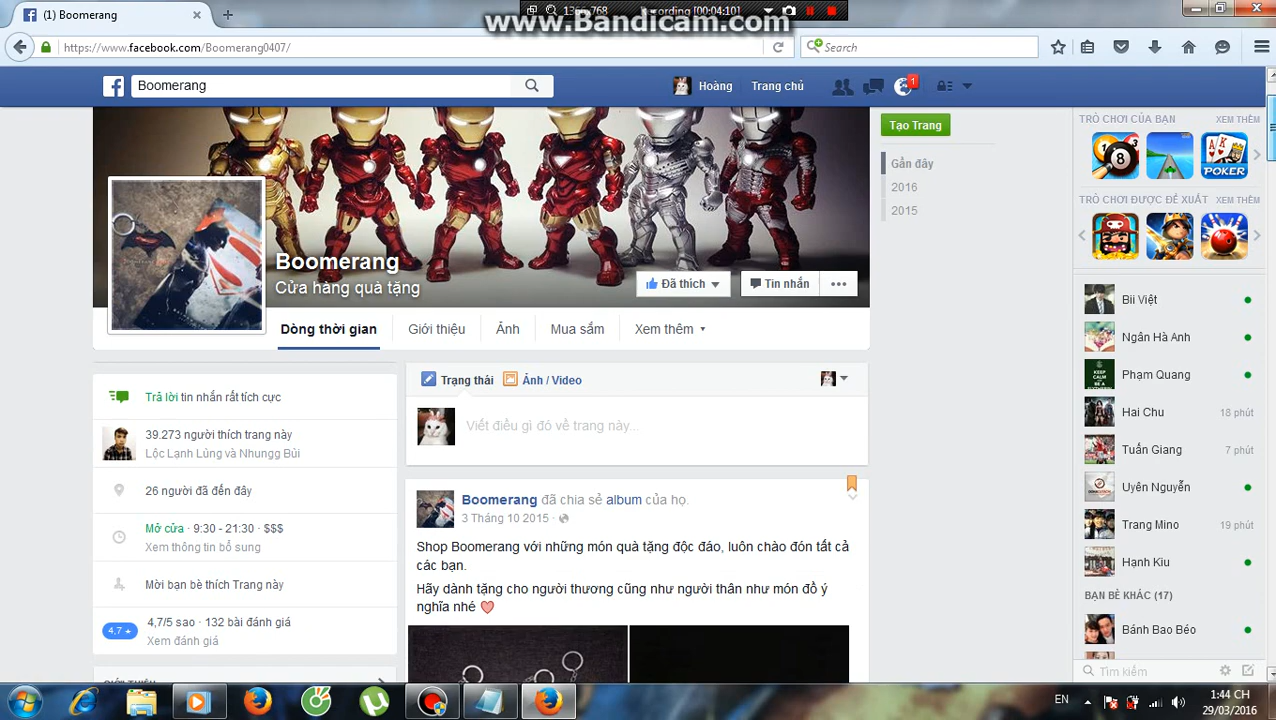 www.Bandicam.com
1366x768
Recording [00:04:10]
(1) Boomerang
https://www.facebook.com/Boomerang0407/
Search
Boomerang
Hoàng
Trang chủ
1
Boomerang
Cửa hàng quà tặng
Đã thích
Tin nhắn
Dòng thời gian
Giới thiệu
Ảnh
Mua sắm
Xem thêm
Tạo Trang
Gần đây
2016
2015
Trả lời tin nhắn rất tích cực
39.273 người thích trang này
Lộc Lạnh Lùng và Nhungg Bùi
26 người đã đến đây
Mở cửa · 9:30 - 21:30 · $$$
Xem thông tin bổ sung
Mời bạn bè thích Trang này
4.7
4,7/5 sao · 132 bài đánh giá
Xem đánh giá
Trạng thái
Ảnh / Video
Viết điều gì đó về trang này...
Boomerang đã chia sẻ album của họ.
3 Tháng 10 2015 ·
Shop Boomerang với những món quà tặng độc đáo, luôn chào đón tất cả
các bạn.
Hãy dành tặng cho người thương cũng như người thân như món đồ ý
nghĩa nhé
TRÒ CHƠI CỦA BẠN
XEM THÊM
8
POKER
TRÒ CHƠI ĐƯỢC ĐỀ XUẤT
XEM THÊM
Bii Việt
Ngân Hà Anh
KEEP CALM
Phạm Quang
Hai Chu
18 phút
Tuấn Giang
7 phút
Uyên Nguyễn
Trang Mino
19 phút
Hạnh Kiu
BẠN BÈ KHÁC (17)
Bánh Bao Béo
Tìm kiếm
EN
1:44 CH
29/03/2016